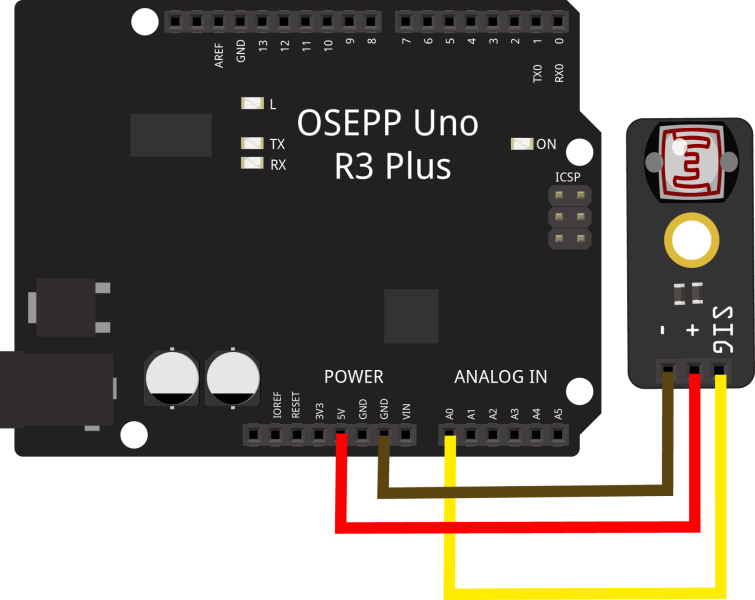 AREF GND 13 12 11 10 9 8 7 6 5 4 3 2 1 0
TX0 RX0
L
OSEPP Uno
R3 Plus
TX
RX
ON
ICSP
- + SIG
POWER ANALOG IN
IOREF RESET 3V3 5V GND GND VIN A0 A1 A2 A3 A4 A5